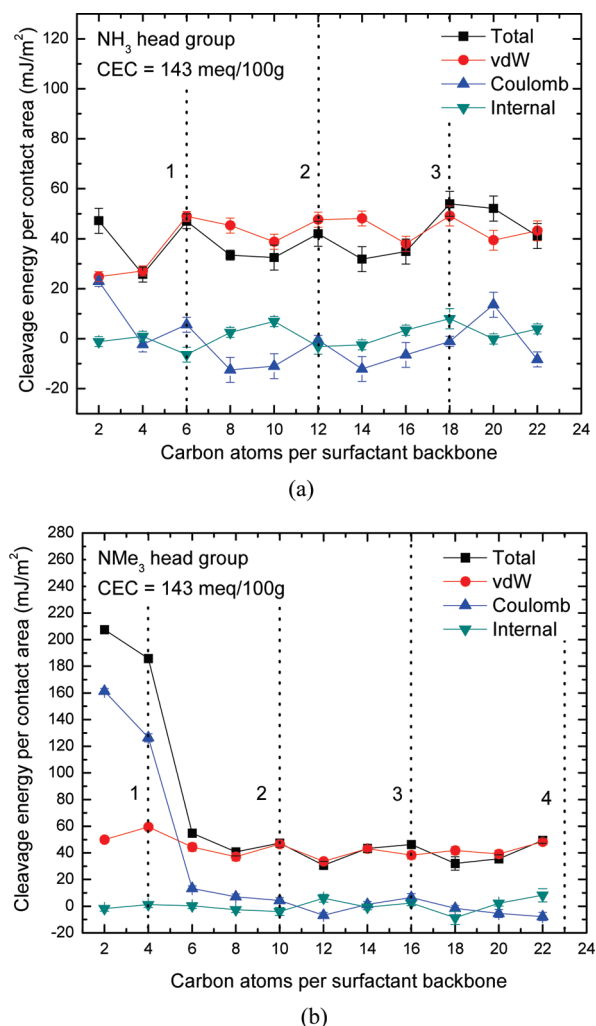 (a)
NH₃ head group
CEC = 143 meq/100g
Total
vdW
Coulomb
Internal
1
2
3
Cleavage energy per contact area (mJ/m²)
120
100
80
60
40
20
0
-20
2 4 6 8 10 12 14 16 18 20 22 24
Carbon atoms per surfactant backbone
(a)
NMe₃ head group
CEC = 143 meq/100g
Total
vdW
Coulomb
Internal
1
2
3
4
Cleavage energy per contact area (mJ/m²)
280
260
240
220
200
180
160
140
120
100
80
60
40
20
0
-20
2 4 6 8 10 12 14 16 18 20 22 24
Carbon atoms per surfactant backbone
(b)